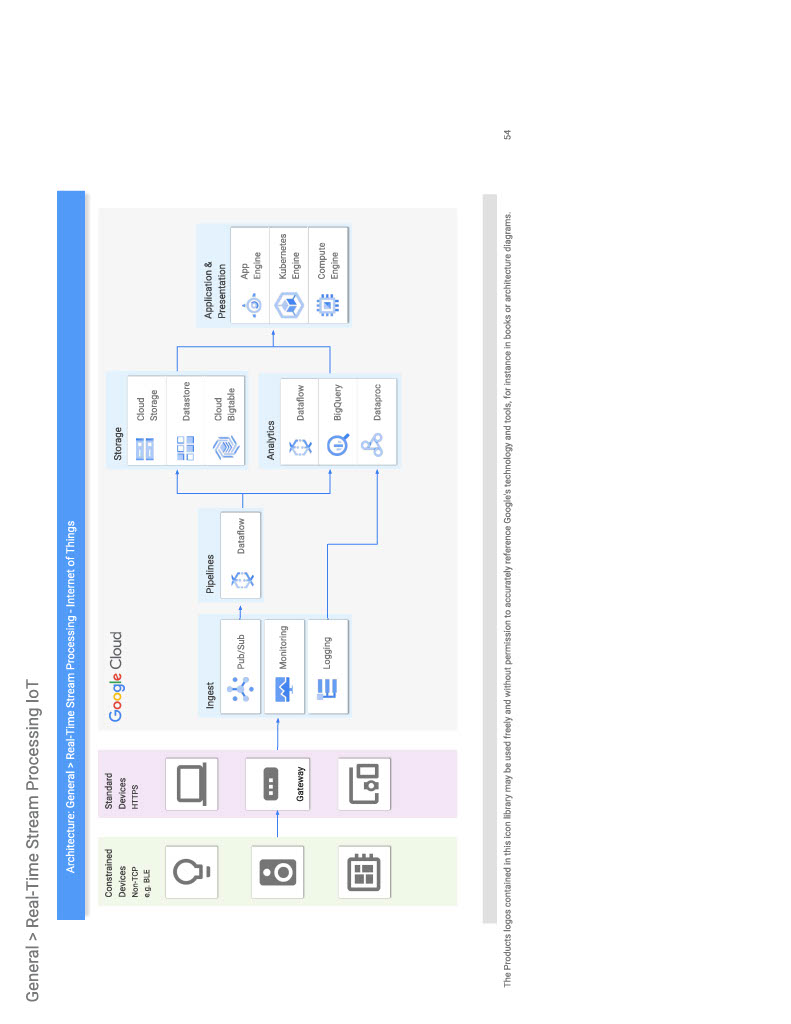 General > Real-Time Stream Processing IoT
Architecture: General > Real-Time Stream Processing - Internet of Things
Constrained
Devices
Non-TCP
e.g. BLE
Standard
Devices
HTTPS
Gateway
Google Cloud
Ingest
Pub/Sub
Monitoring
Logging
Pipelines
Dataflow
Storage
Cloud
Storage
Datastore
Cloud
Bigtable
Analytics
Dataflow
BigQuery
Dataproc
Application &
Presentation
App
Engine
Kubernetes
Engine
Compute
Engine
The Products logos contained in this icon library may be used freely and without permission to accurately reference Google's technology and tools, for instance in books or architecture diagrams.
54